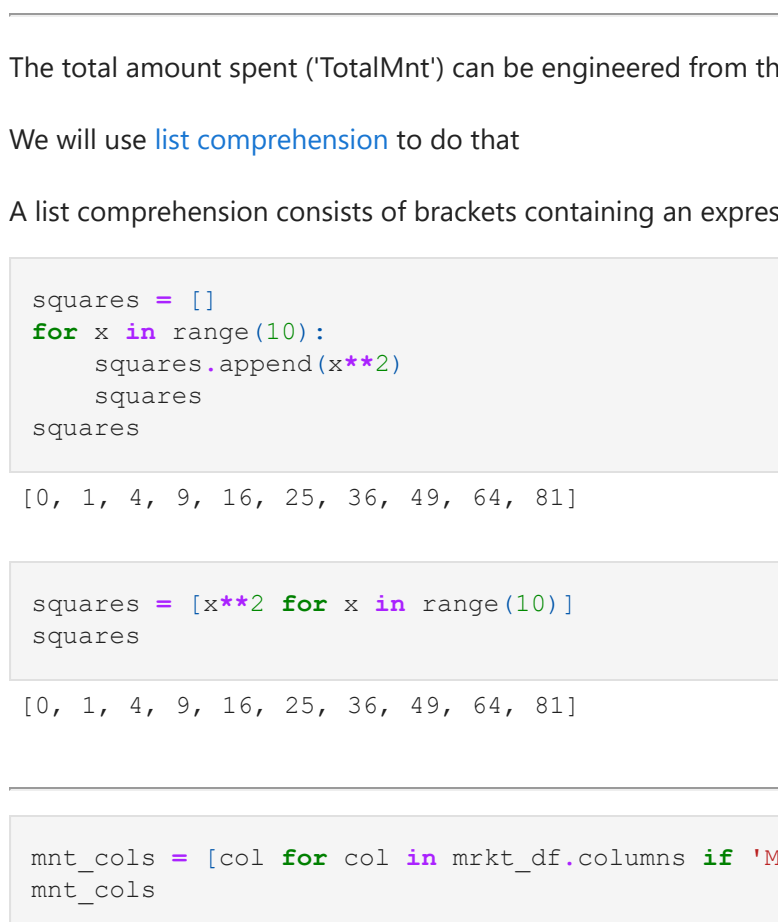 The total amount spent ('TotalMnt') can be engineered from th
We will use list comprehension to do that
A list comprehension consists of brackets containing an expres
squares = []
for x in range(10):
    squares.append(x**2)
    squares
squares
[0, 1, 4, 9, 16, 25, 36, 49, 64, 81]
squares = [x**2 for x in range(10)]
squares
[0, 1, 4, 9, 16, 25, 36, 49, 64, 81]
mnt_cols = [col for col in mrkt_df.columns if 'M
mnt_cols